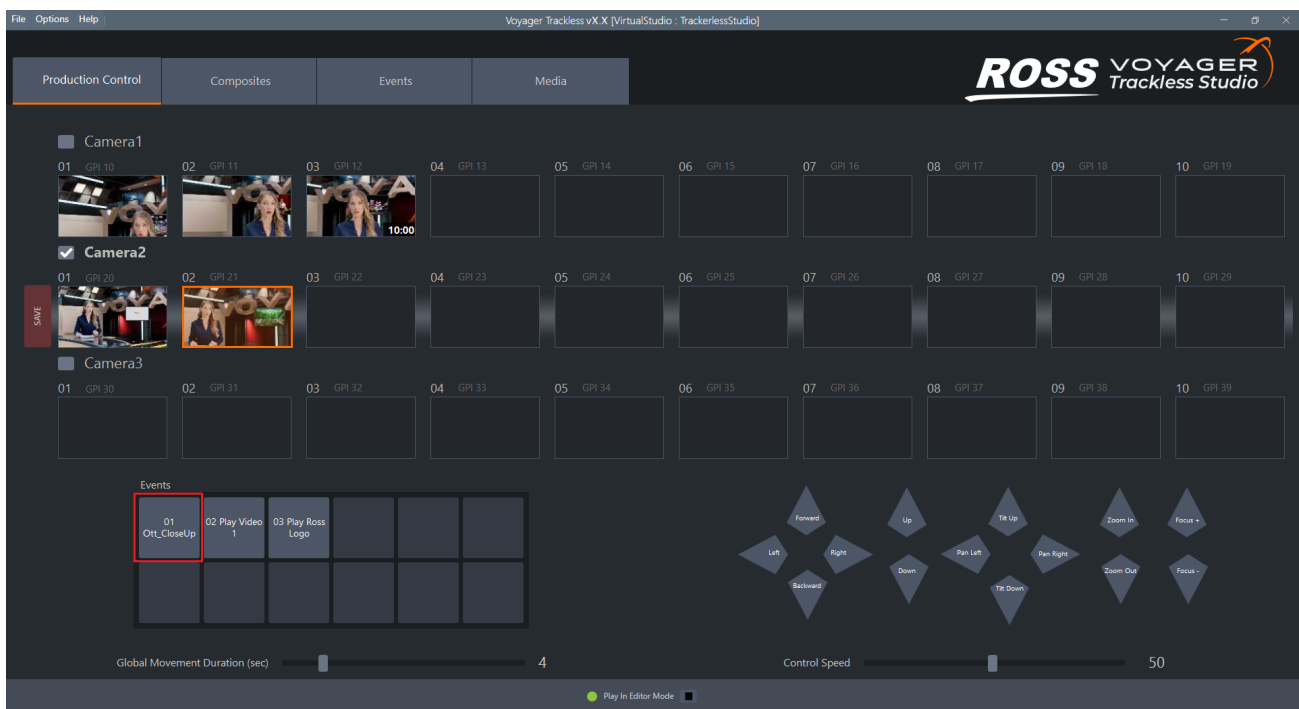 File Options Help
Voyager Trackless vX.X [VirtualStudio : TrackerlessStudio]
Production Control
Composites
Events
Media
ROSS VOYAGER
Trackless Studio
Camera1
01 GPI 10 02 GPI 11 03 GPI 12 04 GPI 13 05 GPI 14 06 GPI 15 07 GPI 16 08 GPI 17 09 GPI 18 10 GPI 19
10:00
Camera2
01 GPI 20 02 GPI 21 03 GPI 22 04 GPI 23 05 GPI 24 06 GPI 25 07 GPI 26 08 GPI 27 09 GPI 28 10 GPI 29
SAVE
Camera3
01 GPI 30 02 GPI 31 03 GPI 32 04 GPI 33 05 GPI 34 06 GPI 35 07 GPI 36 08 GPI 37 09 GPI 38 10 GPI 39
Events
01
Ott_CloseUp
02 Play Video
1
03 Play Ross
Logo
Forward
Left
Right
Backward
Up
Down
Tilt Up
Pan Left
Pan Right
Tilt Down
Zoom In
Zoom Out
Focus +
Focus -
Global Movement Duration (sec) 4
Control Speed 50
Play In Editor Mode